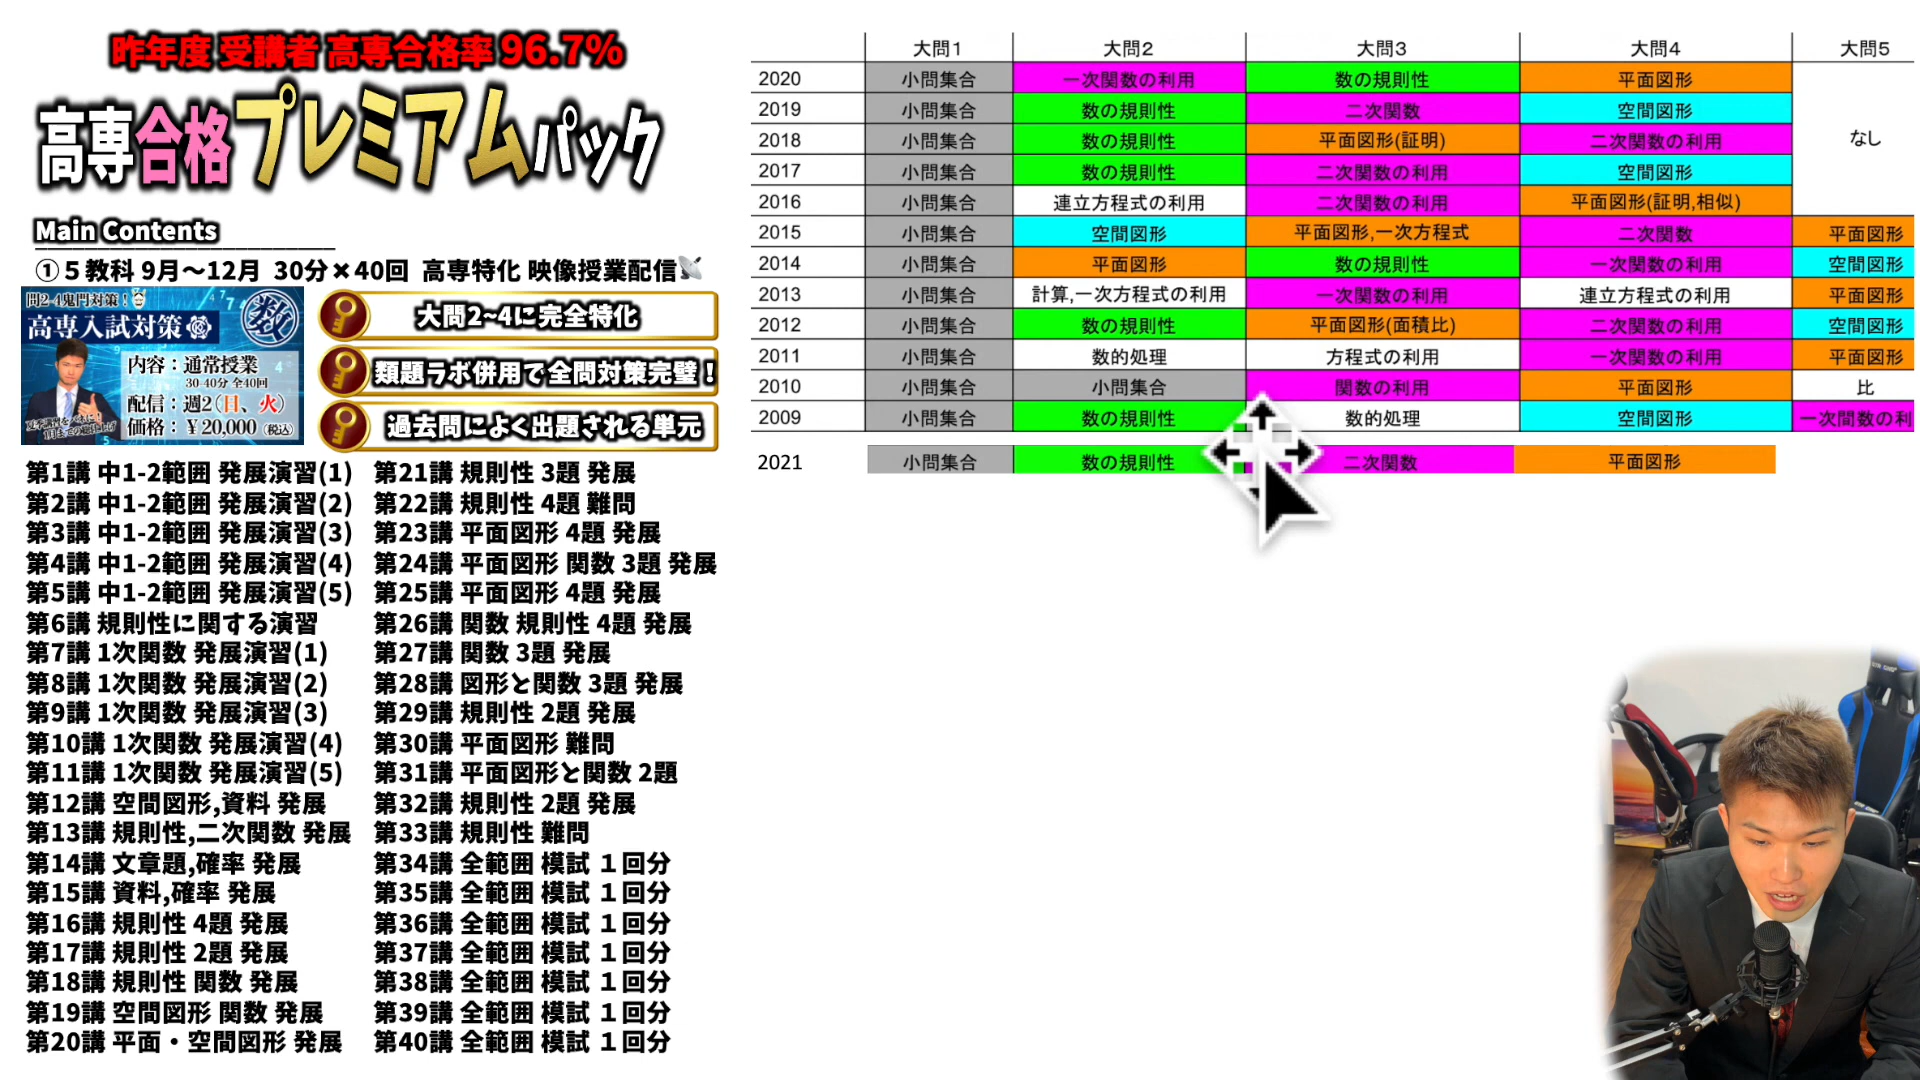 昨年度 受講者 高専合格率 96.7%
高専合格プレミアムパック
Main Contents
①５教科 9月〜12月 30分×40回 高専特化 映像授業配信
問2-4鬼門対策！
高専入試対策
数
内容：通常授業
30-40分 全40回
配信：週2(日、火)
価格：￥20,000 (税込)
大問2~4に完全特化
類題ラボ併用で全問対策完璧！
過去問によく出題される単元
第1講 中1-2範囲 発展演習(1)
第2講 中1-2範囲 発展演習(2)
第3講 中1-2範囲 発展演習(3)
第4講 中1-2範囲 発展演習(4)
第5講 中1-2範囲 発展演習(5)
第6講 規則性に関する演習
第7講 1次関数 発展演習(1)
第8講 1次関数 発展演習(2)
第9講 1次関数 発展演習(3)
第10講 1次関数 発展演習(4)
第11講 1次関数 発展演習(5)
第12講 空間図形,資料 発展
第13講 規則性,二次関数 発展
第14講 文章題,確率 発展
第15講 資料,確率 発展
第16講 規則性 4題 発展
第17講 規則性 2題 発展
第18講 規則性 関数 発展
第19講 空間図形 関数 発展
第20講 平面・空間図形 発展
第21講 規則性 3題 発展
第22講 規則性 4題 難問
第23講 平面図形 4題 発展
第24講 平面図形 関数 3題 発展
第25講 平面図形 4題 発展
第26講 関数 規則性 4題 発展
第27講 関数 3題 発展
第28講 図形と関数 3題 発展
第29講 規則性 2題 発展
第30講 平面図形 難問
第31講 平面図形と関数 2題
第32講 規則性 2題 発展
第33講 規則性 難問
第34講 全範囲 模試 １回分
第35講 全範囲 模試 １回分
第36講 全範囲 模試 １回分
第37講 全範囲 模試 １回分
第38講 全範囲 模試 １回分
第39講 全範囲 模試 １回分
第40講 全範囲 模試 １回分
大問1 大問2 大問3 大問4 大問5
2020 小問集合 一次関数の利用 数の規則性 平面図形
2019 小問集合 数の規則性 二次関数 空間図形
2018 小問集合 数の規則性 平面図形(証明) 二次関数の利用 なし
2017 小問集合 数の規則性 二次関数の利用 空間図形
2016 小問集合 連立方程式の利用 二次関数の利用 平面図形(証明,相似)
2015 小問集合 空間図形 平面図形,一次方程式 二次関数 平面図形
2014 小問集合 平面図形 数の規則性 一次関数の利用 空間図形
2013 小問集合 計算,一次方程式の利用 一次関数の利用 連立方程式の利用 平面図形
2012 小問集合 数の規則性 平面図形(面積比) 二次関数の利用 空間図形
2011 小問集合 数的処理 方程式の利用 一次関数の利用 平面図形
2010 小問集合 小問集合 関数の利用 平面図形 比
2009 小問集合 数の規則性 数的処理 空間図形 一次関数の利
2021 小問集合 数の規則性 二次関数 平面図形